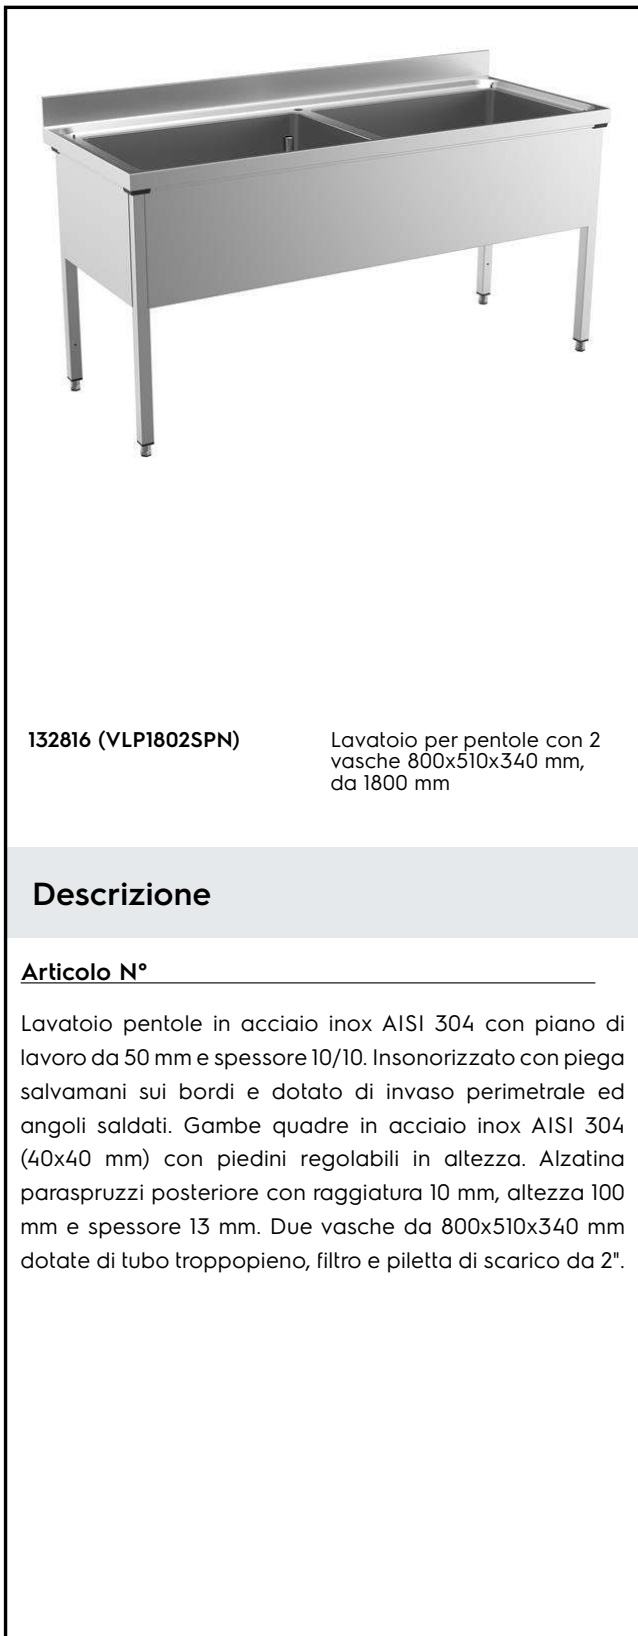 132816 (VLP1802SPN)
Lavatoio per pentole con 2
vasche 800x510x340 mm,
da 1800 mm
Descrizione
Articolo N°
Lavatoio pentole in acciaio inox AISI 304 con piano di
lavoro da 50 mm e spessore 10/10. Insonorizzato con piega
salvamani sui bordi e dotato di invaso perimetrale ed
angoli saldati. Gambe quadre in acciaio inox AISI 304
(40x40 mm) con piedini regolabili in altezza. Alzatina
paraspruzzi posteriore con raggiatura 10 mm, altezza 100
mm e spessore 13 mm. Due vasche da 800x510x340 mm
dotate di tubo troppopieno, filtro e piletta di scarico da 2".